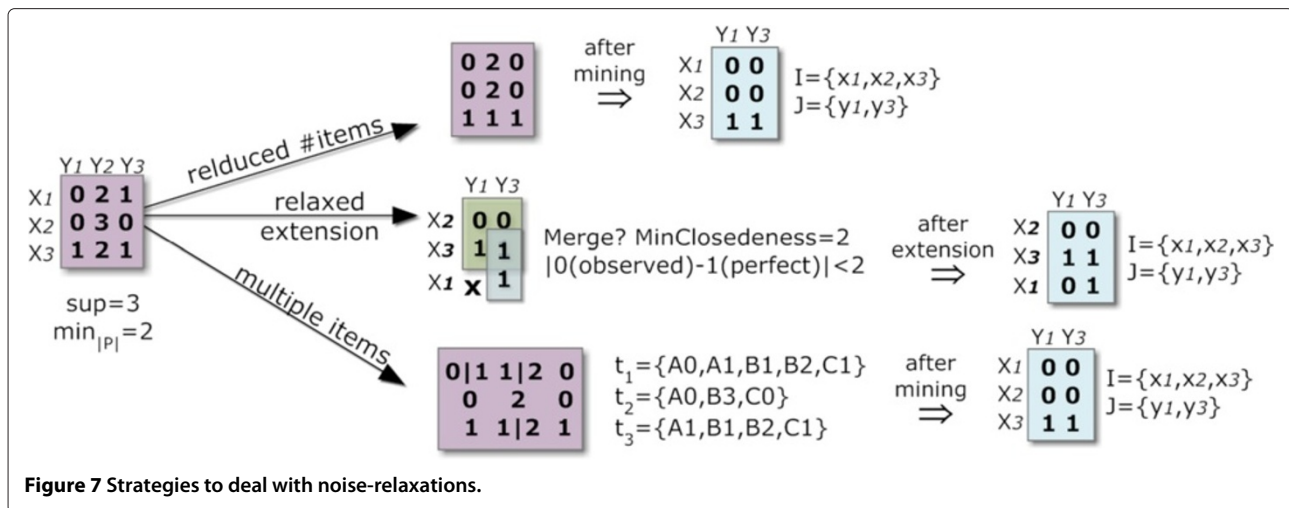 Y1 Y2 Y3
X1 0 2 1
X2 0 3 0
X3 1 2 1
sup=3
min|P|=2
relduced #items
0 2 0
0 2 0
1 1 1
after
mining
⇒
Y1 Y3
X1 0 0
X2 0 0
X3 1 1
I={x1,x2,x3}
J={y1,y3}
relaxed
extension
Y1 Y3
X2 0 0
X3 1 1
X1 x 1
Merge? MinClosedeness=2
|0(observed)-1(perfect)|<2
after
extension
⇒
Y1 Y3
X2 0 0
X3 1 1
X1 0 1
I={x1,x2,x3}
J={y1,y3}
multiple items
0|1 1|2 0
0 2 0
1 1|2 1
t1={A0,A1,B1,B2,C1}
t2={A0,B3,C0}
t3={A1,B1,B2,C1}
after
mining
⇒
Y1 Y3
X1 0 0
X2 0 0
X3 1 1
I={x1,x2,x3}
J={y1,y3}
Figure 7 Strategies to deal with noise-relaxations.